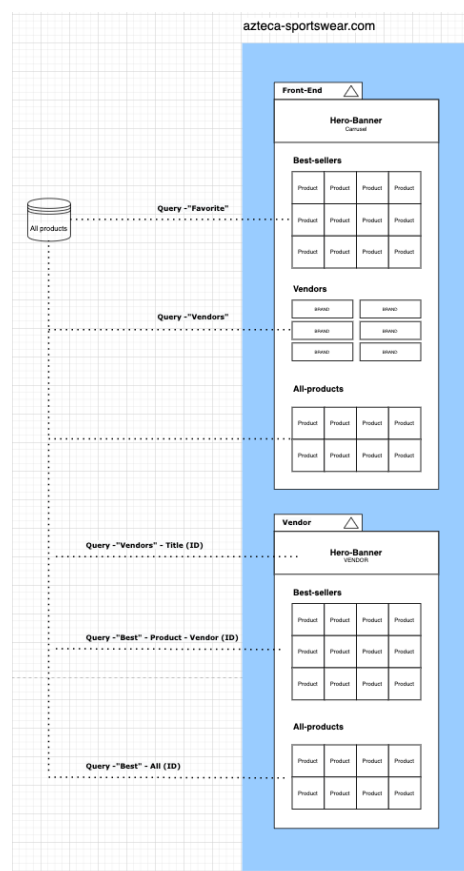 azteca-sportswear.com
Front-End
Hero-Banner
Carrusel
Best-sellers
Product Product Product Product
Query -"Favorite"
All products
Product Product Product Product
Product Product Product Product
Vendors
BRAND BRAND
Query -"Vendors"
BRAND BRAND
BRAND BRAND
All-products
Product Product Product Product
Product Product Product Product
Vendor
Query -"Vendors" - Title (ID)
Hero-Banner
VENDOR
Best-sellers
Product Product Product Product
Query -"Best" - Product - Vendor (ID)
Product Product Product Product
Product Product Product Product
All-products
Product Product Product Product
Query -"Best" - All (ID)
Product Product Product Product